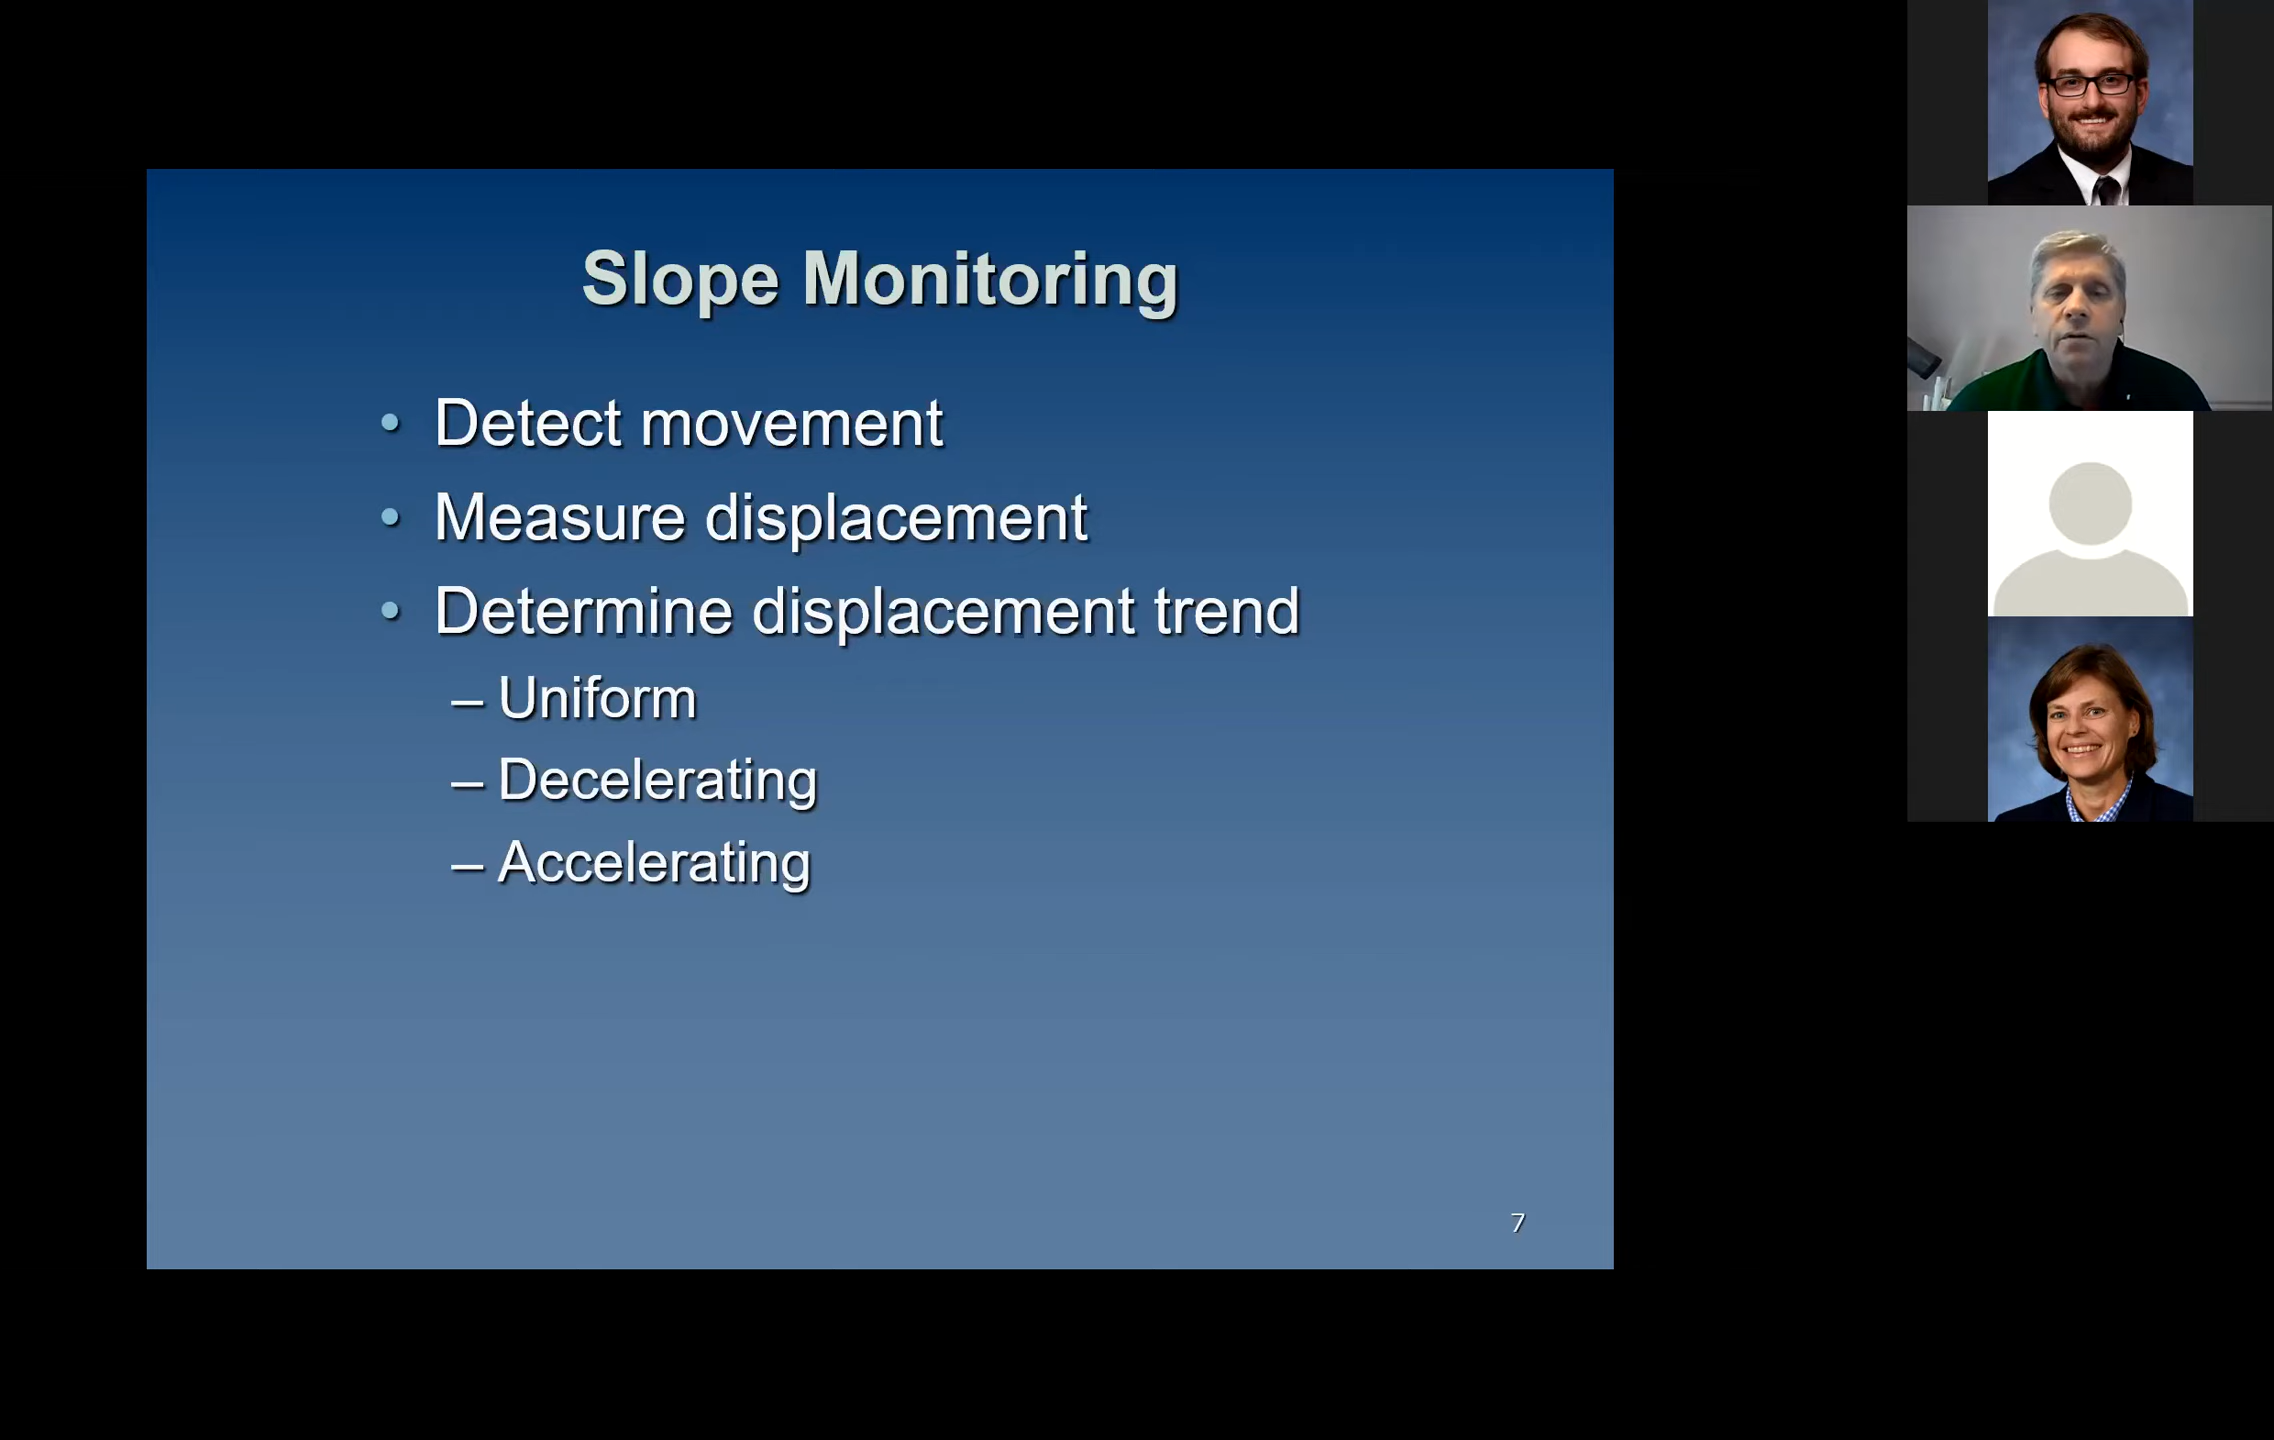 Slope Monitoring
• Detect movement
• Measure displacement
• Determine displacement trend
– Uniform
– Decelerating
– Accelerating
7